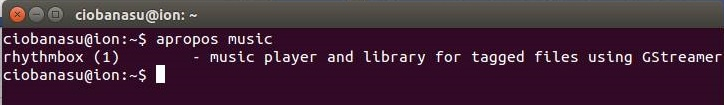 ciobanasu@ion: ~
ciobanasu@ion:~$ apropos music
rhythmbox (1)        - music player and library for tagged files using GStreamer
ciobanasu@ion:~$